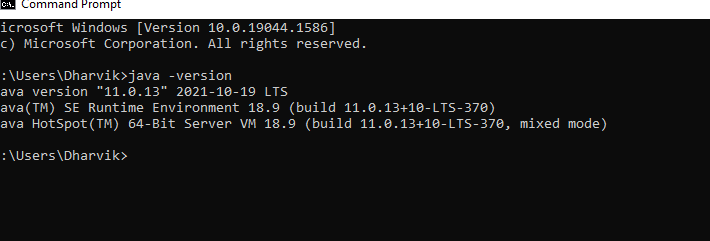 Command Prompt
icrosoft Windows [Version 10.0.19044.1586]
c) Microsoft Corporation. All rights reserved.
:\Users\Dharvik>java -version
ava version "11.0.13" 2021-10-19 LTS
ava(TM) SE Runtime Environment 18.9 (build 11.0.13+10-LTS-370)
ava HotSpot(TM) 64-Bit Server VM 18.9 (build 11.0.13+10-LTS-370, mixed mode)
:\Users\Dharvik>